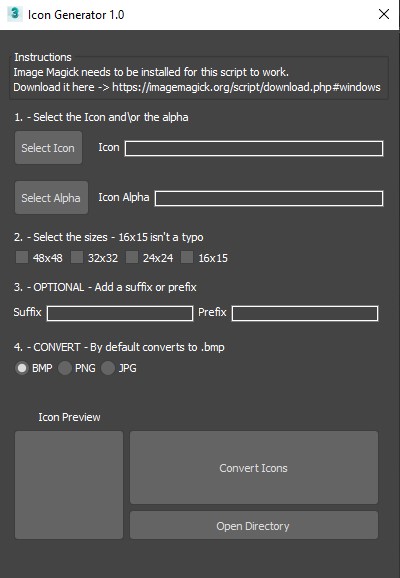 3 Icon Generator 1.0
Instructions
Image Magick needs to be installed for this script to work.
Download it here -> https://imagemagick.org/script/download.php#windows
1. - Select the Icon and\or the alpha
Select Icon Icon
Select Alpha Icon Alpha
2. - Select the sizes - 16x15 isn't a typo
48x48 32x32 24x24 16x15
3. - OPTIONAL - Add a suffix or prefix
Suffix Prefix
4. - CONVERT - By default converts to .bmp
BMP PNG JPG
Icon Preview
Convert Icons
Open Directory